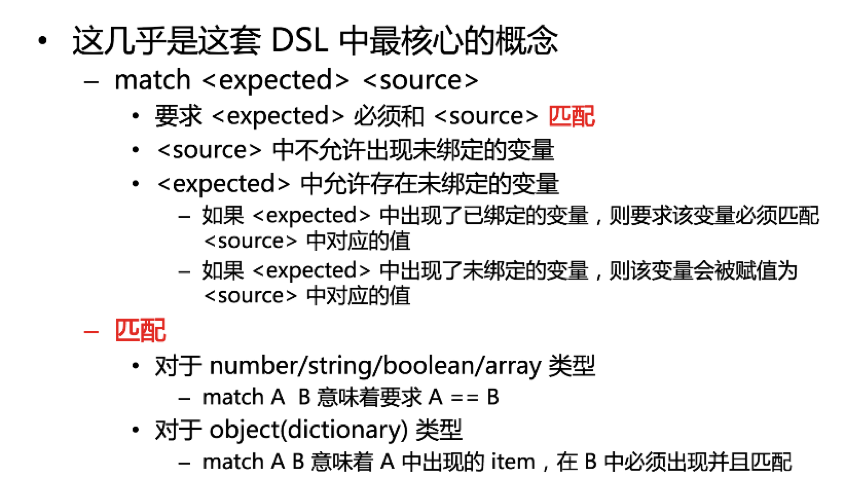 • 这几乎是这套 DSL 中最核心的概念
– match <expected> <source>
• 要求 <expected> 必须和 <source> 匹配
• <source> 中不允许出现未绑定的变量
• <expected> 中允许存在未绑定的变量
– 如果 <expected> 中出现了已绑定的变量，则要求该变量必须匹配
<source> 中对应的值
– 如果 <expected> 中出现了未绑定的变量，则该变量会被赋值为
<source> 中对应的值
– 匹配
• 对于 number/string/boolean/array 类型
– match A  B 意味着要求 A == B
• 对于 object(dictionary) 类型
– match A B 意味着 A 中出现的 item，在 B 中必须出现并且匹配